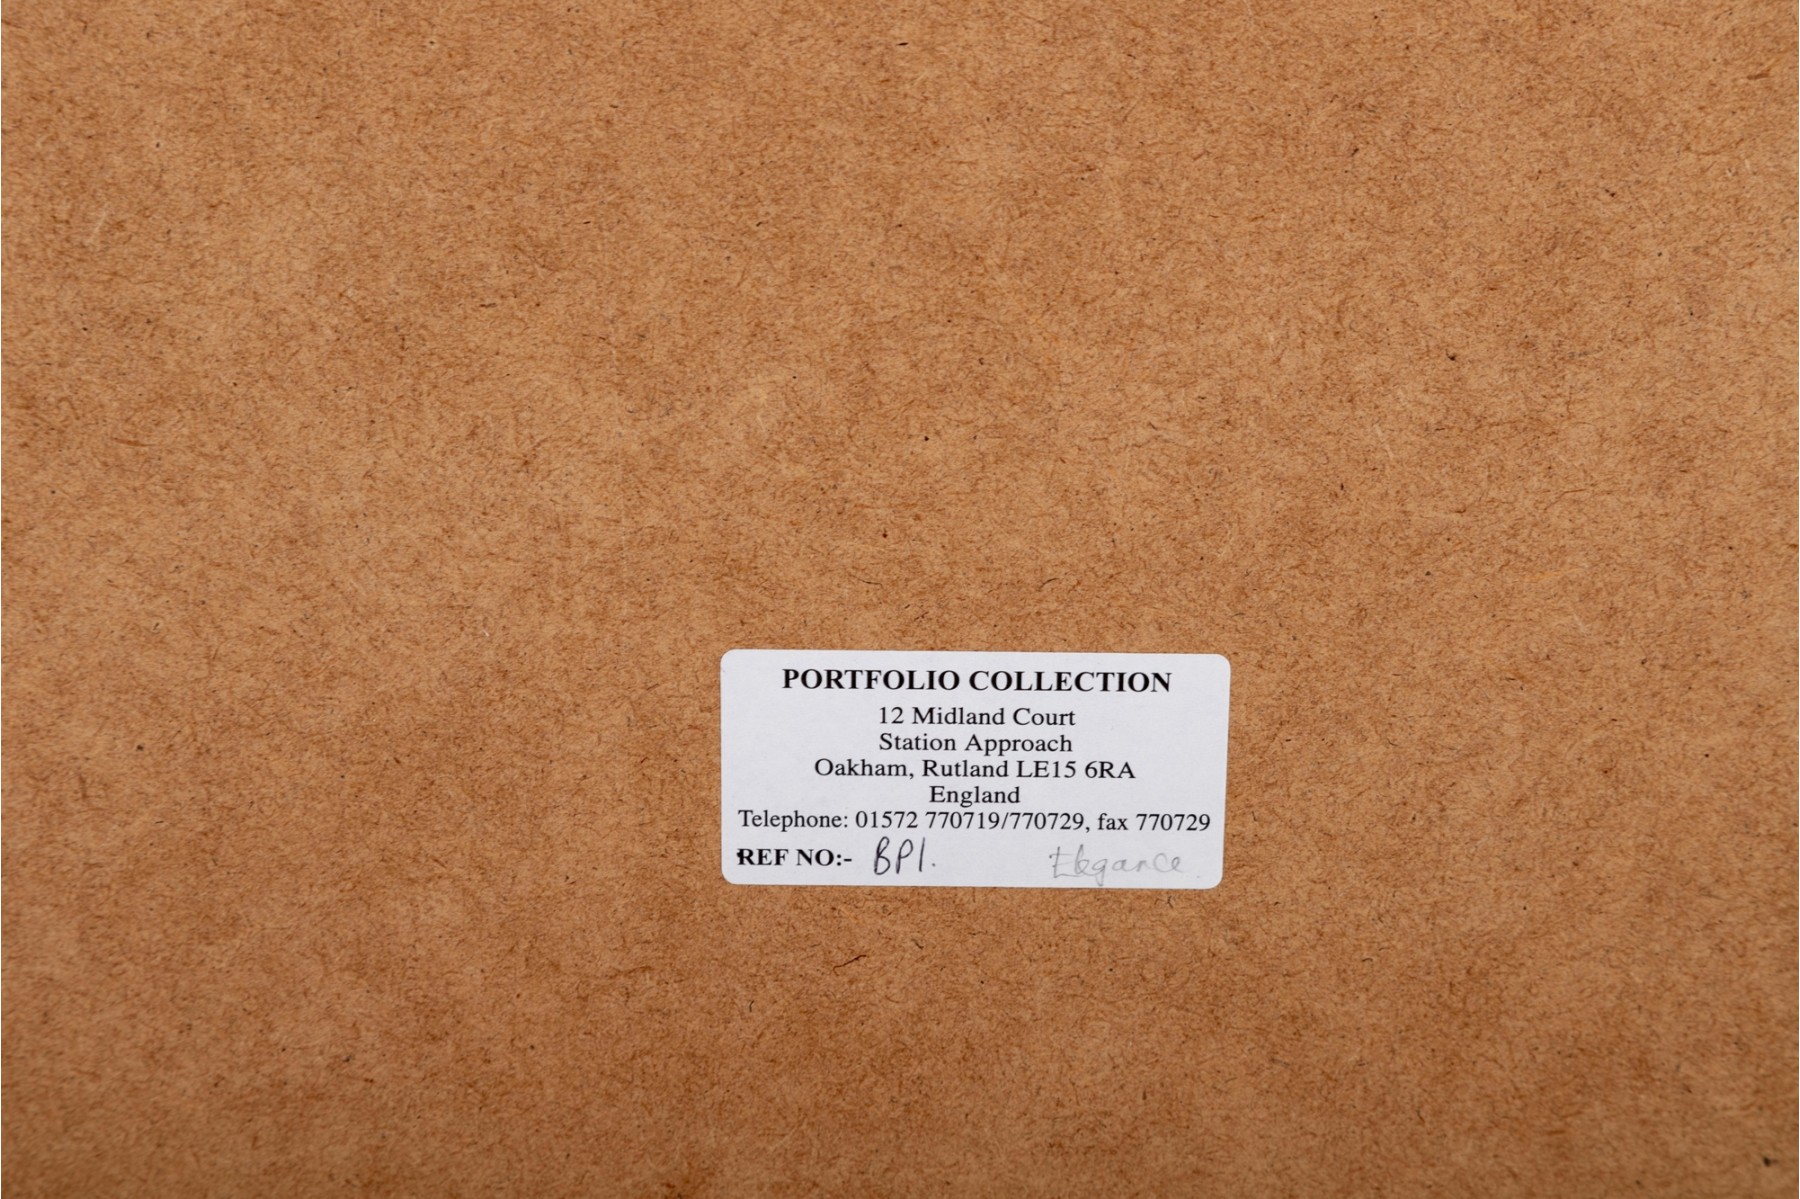 PORTFOLIO COLLECTION
12 Midland Court
Station Approach
Oakham, Rutland LE15 6RA
England
Telephone: 01572 770719/770729, fax 770729
REF NO:- BP1. Elegance